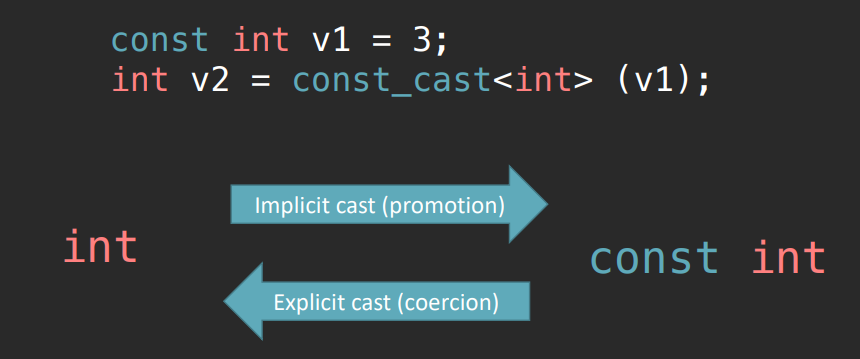 const int v1 = 3;
int v2 = const_cast<int> (v1);
Implicit cast (promotion)
int
const int
Explicit cast (coercion)